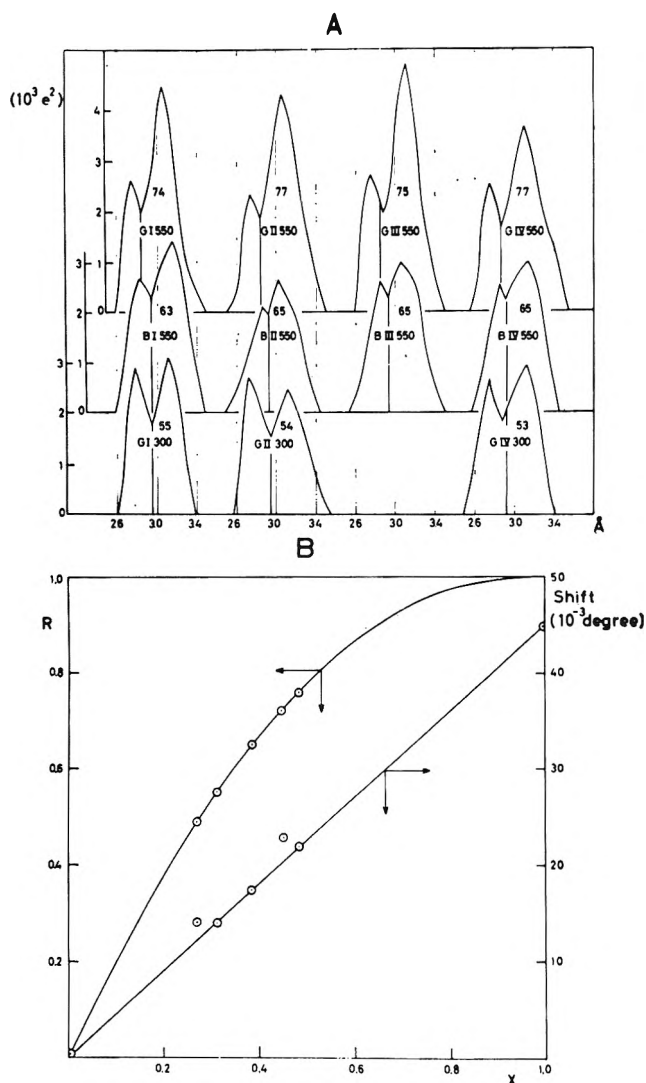 A
(10³ e²)
4
3
2
1
0
74
77
75
77
G I 550
G II 550
G III 550
G IV 550
3
2
1
0
63
65
65
65
B I 550
B II 550
B III 550
B IV 550
2
1
0
55
54
53
G I 300
G II 300
G IV 300
26 30 34 26 30 34 26 30 34 26 30 34 Å
B
1.0
0.8
0.6
0.4
0.2
R
50
40
30
20
10
Shift
(10⁻³ degree)
0 0.2 0.4 0.6 0.8 1.0
X